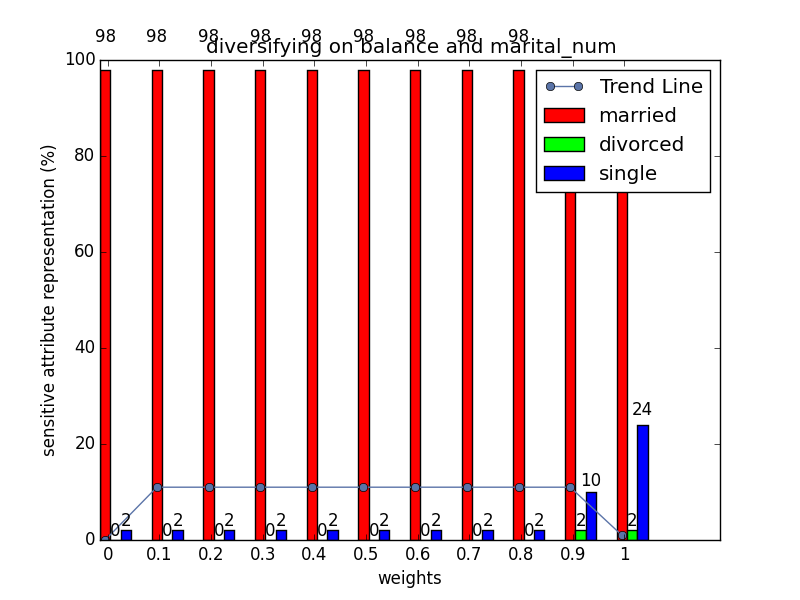 98 98 98 98 98 98 98 98 98
diversifying on balance and marital_num
Trend Line
married
divorced
single
100
80
60
40
20
0
sensitive attribute representation (%)
24
10
0 2 0 2 0 2 0 2 0 2 0 2 0 2 0 2 0 2 2 2
0 0.1 0.2 0.3 0.4 0.5 0.6 0.7 0.8 0.9 1
weights